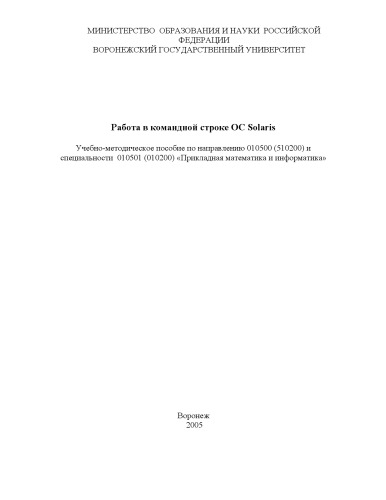 МИНИСТЕРСТВО ОБРАЗОВАНИЯ И НАУКИ РОССИЙСКОЙ
ФЕДЕРАЦИИ
ВОРОНЕЖСКИЙ ГОСУДАРСТВЕННЫЙ УНИВЕРСИТЕТ
Работа в командной строке ОС Solaris
Учебно-методическое пособие по направлению 010500 (510200) и
специальности 010501 (010200) «Прикладная математика и информатика»
Воронеж
2005